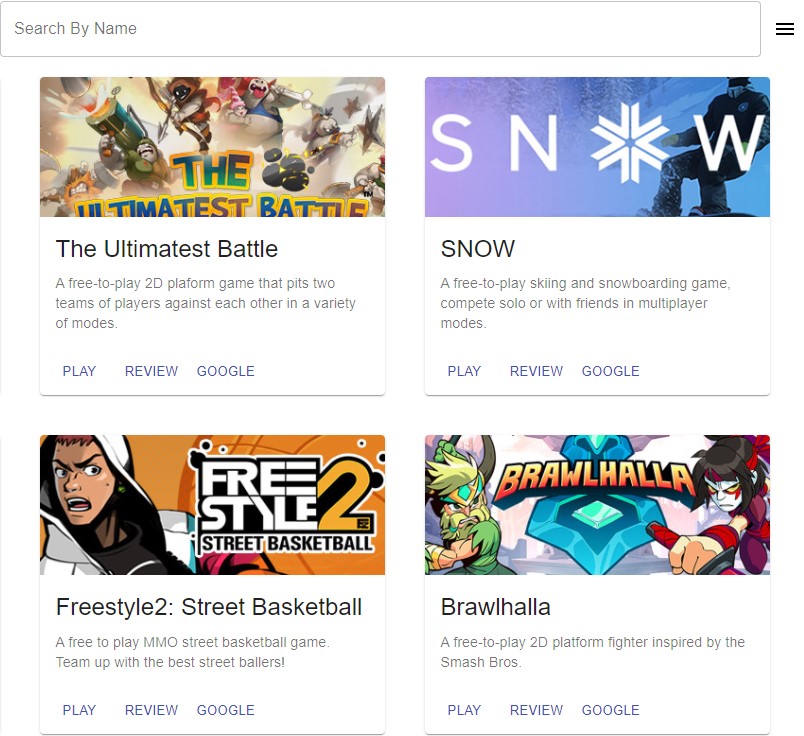 Search By Name
THE
ULTIMATEST BATTLE
TM
The Ultimatest Battle
A free-to-play 2D plaform game that pits two
teams of players against each other in a variety
of modes.
PLAY REVIEW GOOGLE
SNOW
SNOW
A free-to-play skiing and snowboarding game,
compete solo or with friends in multiplayer
modes.
PLAY REVIEW GOOGLE
FREE
STYLE 2
STREET BASKETBALL
Freestyle2: Street Basketball
A free to play MMO street basketball game.
Team up with the best street ballers!
PLAY REVIEW GOOGLE
BRAWLHALLA
Brawlhalla
A free-to-play 2D platform fighter inspired by the
Smash Bros.
PLAY REVIEW GOOGLE